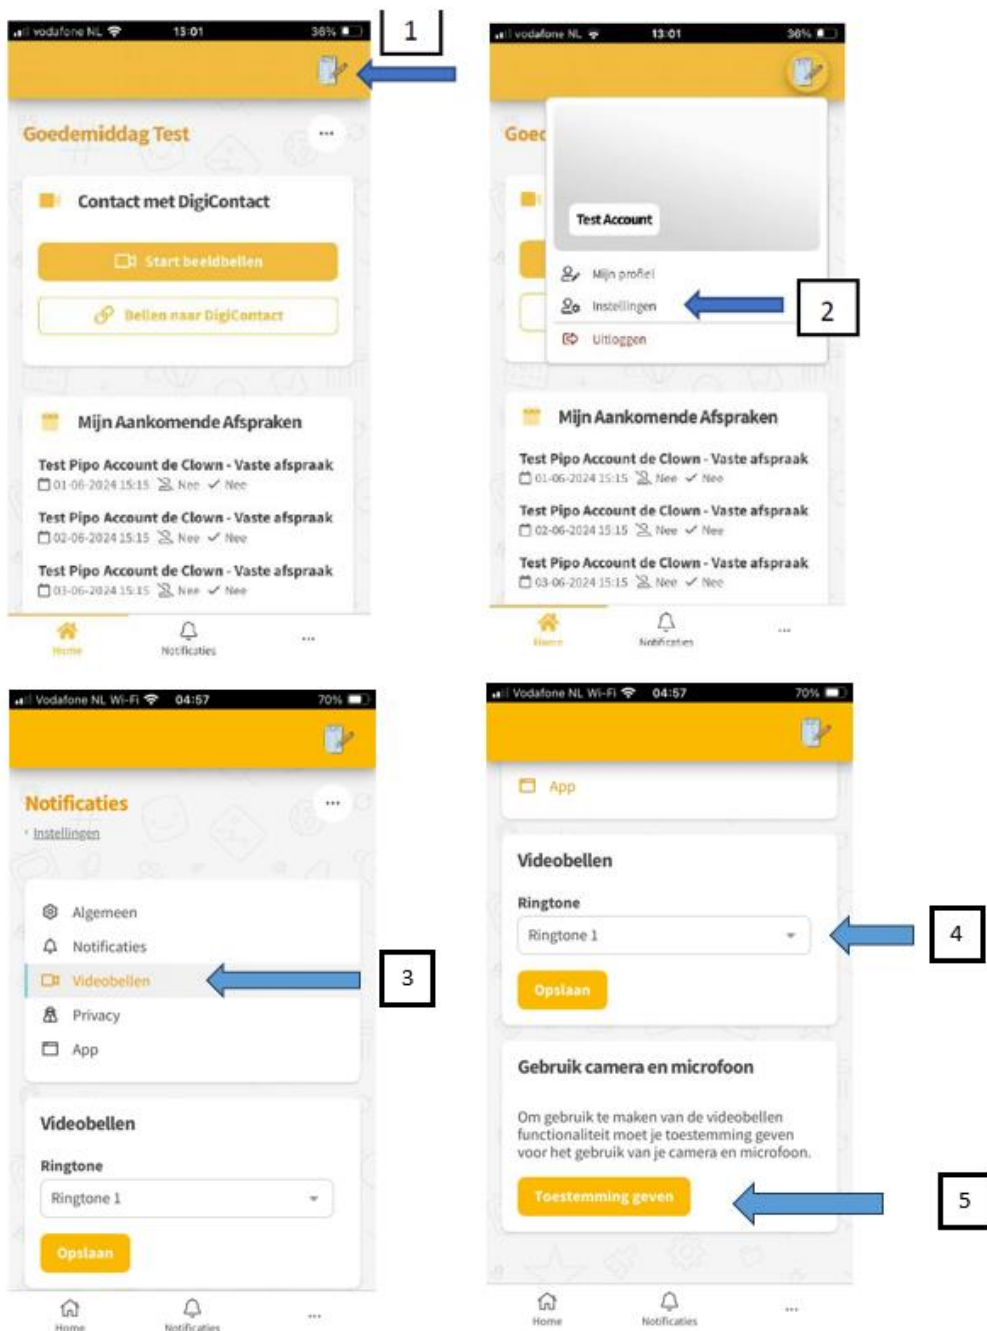 vodafone NL 13:01 36%
1
Goedemiddag Test
Contact met DigiContact
Start beeldbellen
Bellen naar DigiContact
Mijn Aankomende Afspraken
Test Pipo Account de Clown - Vaste afspraak
01-06-2024 15:15 Nee Nee
Test Pipo Account de Clown - Vaste afspraak
02-06-2024 15:15 Nee Nee
Test Pipo Account de Clown - Vaste afspraak
03-06-2024 15:15 Nee Nee
Home Notificaties ...
vodafone NL 13:01 36%
Goed
Test Account
Mijn profiel
Instellingen
2
Uitloggen
Mijn Aankomende Afspraken
Test Pipo Account de Clown - Vaste afspraak
01-06-2024 15:15 Nee Nee
Test Pipo Account de Clown - Vaste afspraak
02-06-2024 15:15 Nee Nee
Test Pipo Account de Clown - Vaste afspraak
03-06-2024 15:15 Nee Nee
Home Notificaties ...
Vodafone NL Wi-Fi 04:57 70%
Notificaties
Instellingen
Algemeen
Notificaties
Videobellen
3
Privacy
App
Videobellen
Ringtone
Ringtone 1
Opslaan
Home Notificaties ...
Vodafone NL Wi-Fi 04:57 70%
App
Videobellen
Ringtone
Ringtone 1
4
Opslaan
Gebruik camera en microfoon
Om gebruik te maken van de videobellen
functionaliteit moet je toestemming geven
voor het gebruik van je camera en microfoon.
Toestemming geven
5
Home Notificaties ...